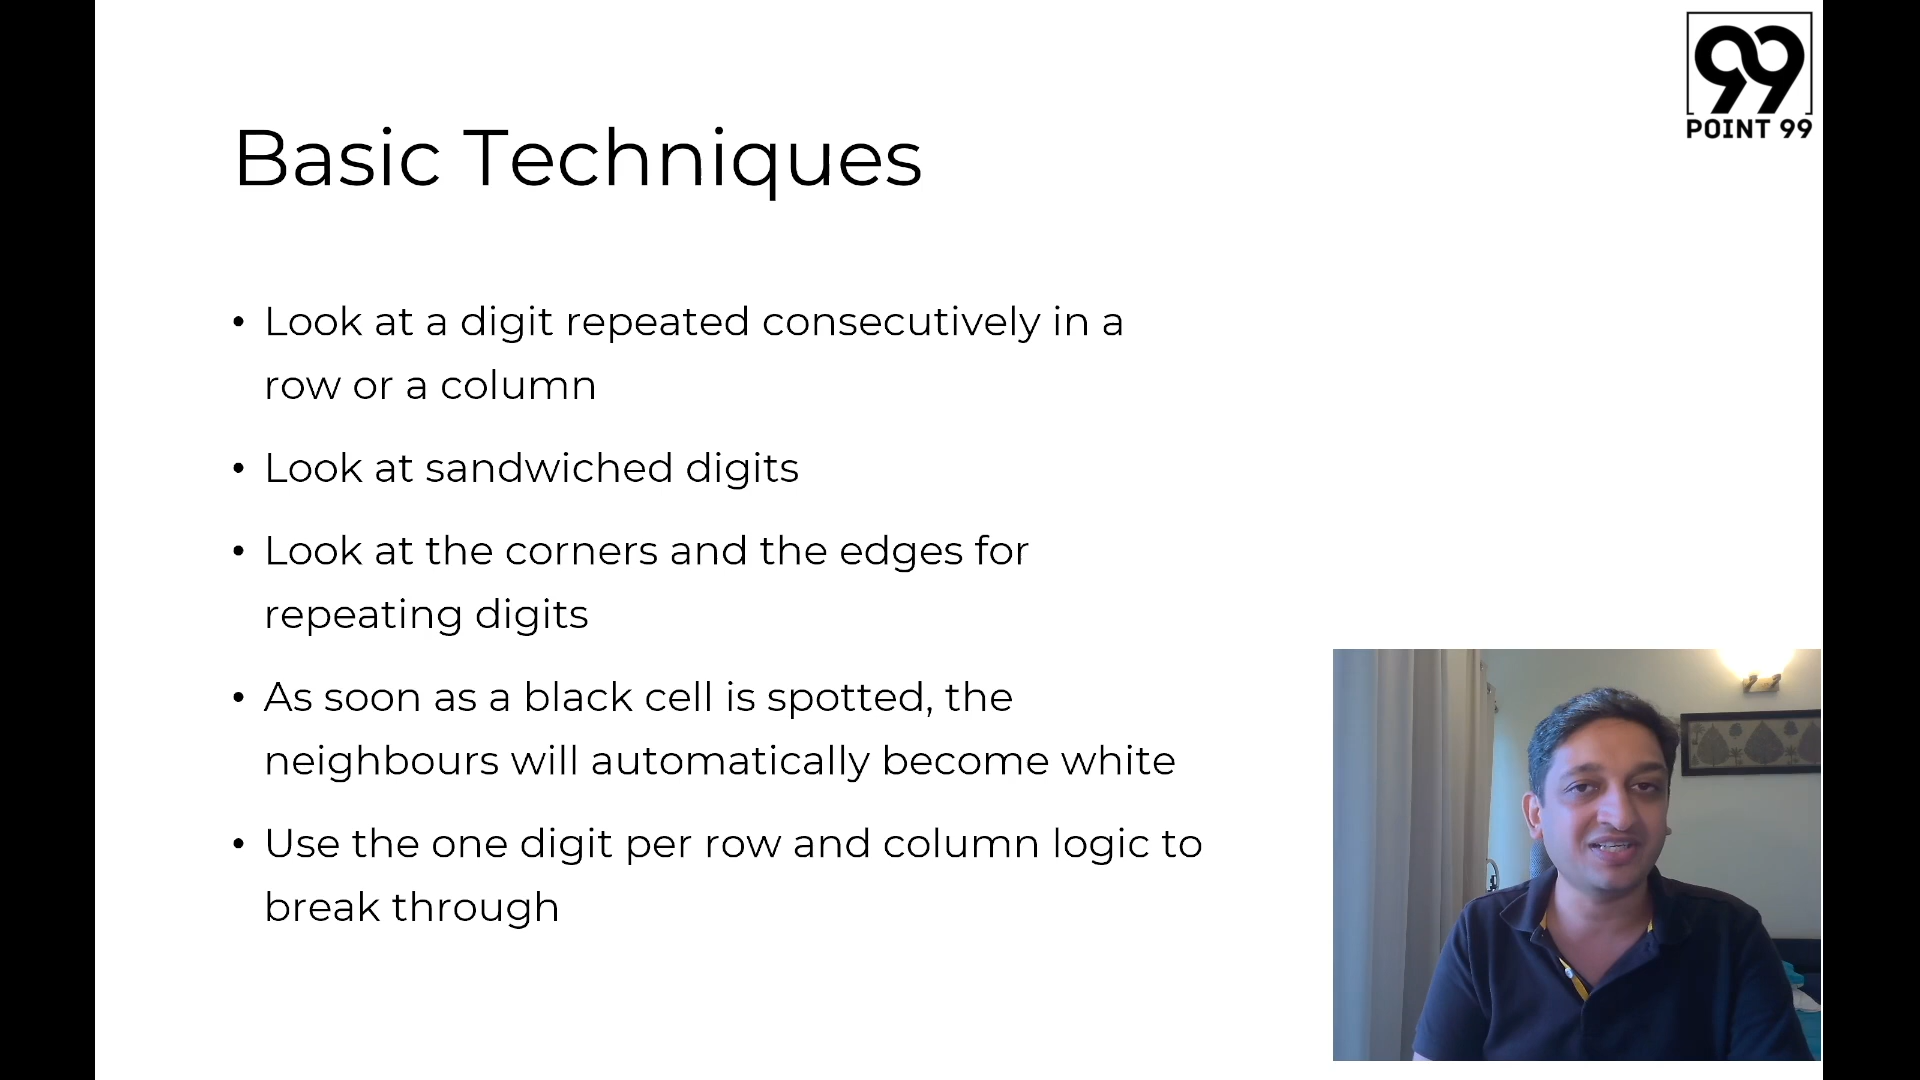 99
POINT 99
Basic Techniques
• Look at a digit repeated consecutively in a
row or a column
• Look at sandwiched digits
• Look at the corners and the edges for
repeating digits
• As soon as a black cell is spotted, the
neighbours will automatically become white
• Use the one digit per row and column logic to
break through